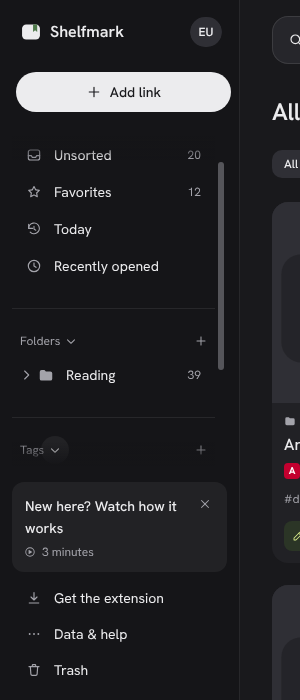 Shelfmark
EU
Add link
Unsorted 20
Favorites 12
Today
Recently opened
Folders
Reading 39
Tags
New here? Watch how it
works
3 minutes
Get the extension
Data & help
Trash
All
All
A
#d